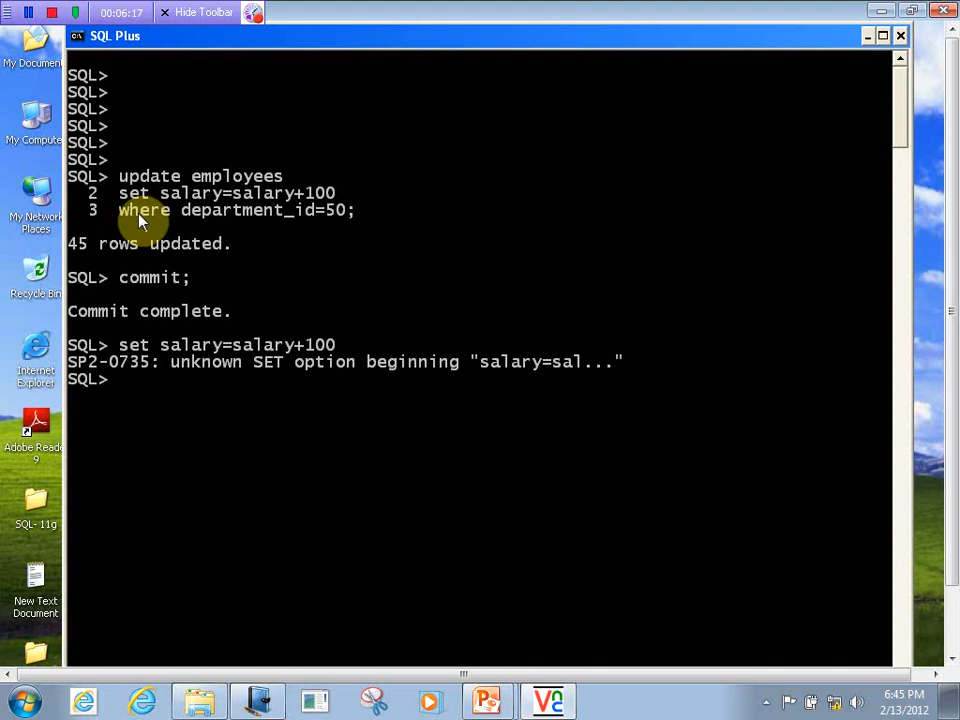 00:06:17
Hide Toolbar
SQL Plus
My Document
My Compute
My Network
Places
Recycle Bin
Internet
Explorer
Adobe Reade
9
SQL- 11g
New Text
Document
SQL>
SQL>
SQL>
SQL>
SQL>
SQL>
SQL> update employees
2 set salary=salary+100
3 where department_id=50;
45 rows updated.
SQL> commit;
Commit complete.
SQL> set salary=salary+100
SP2-0735: unknown SET option beginning "salary=sal..."
SQL>
6:45 PM
2/13/2012